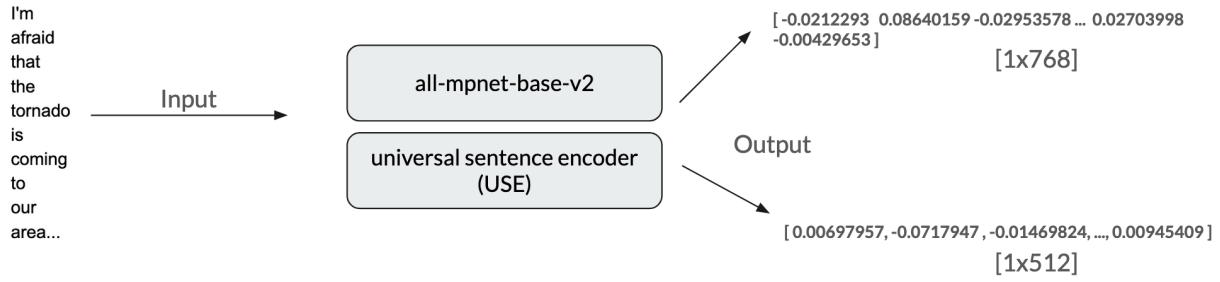 I'm
afraid
that
the
tornado
is
coming
to
our
area...
Input
all-mpnet-base-v2
universal sentence encoder
(USE)
Output
[ -0.0212293 0.08640159 -0.02953578 ... 0.02703998
-0.00429653 ]
[1x768]
[ 0.00697957, -0.0717947 , -0.01469824, ..., 0.00945409 ]
[1x512]